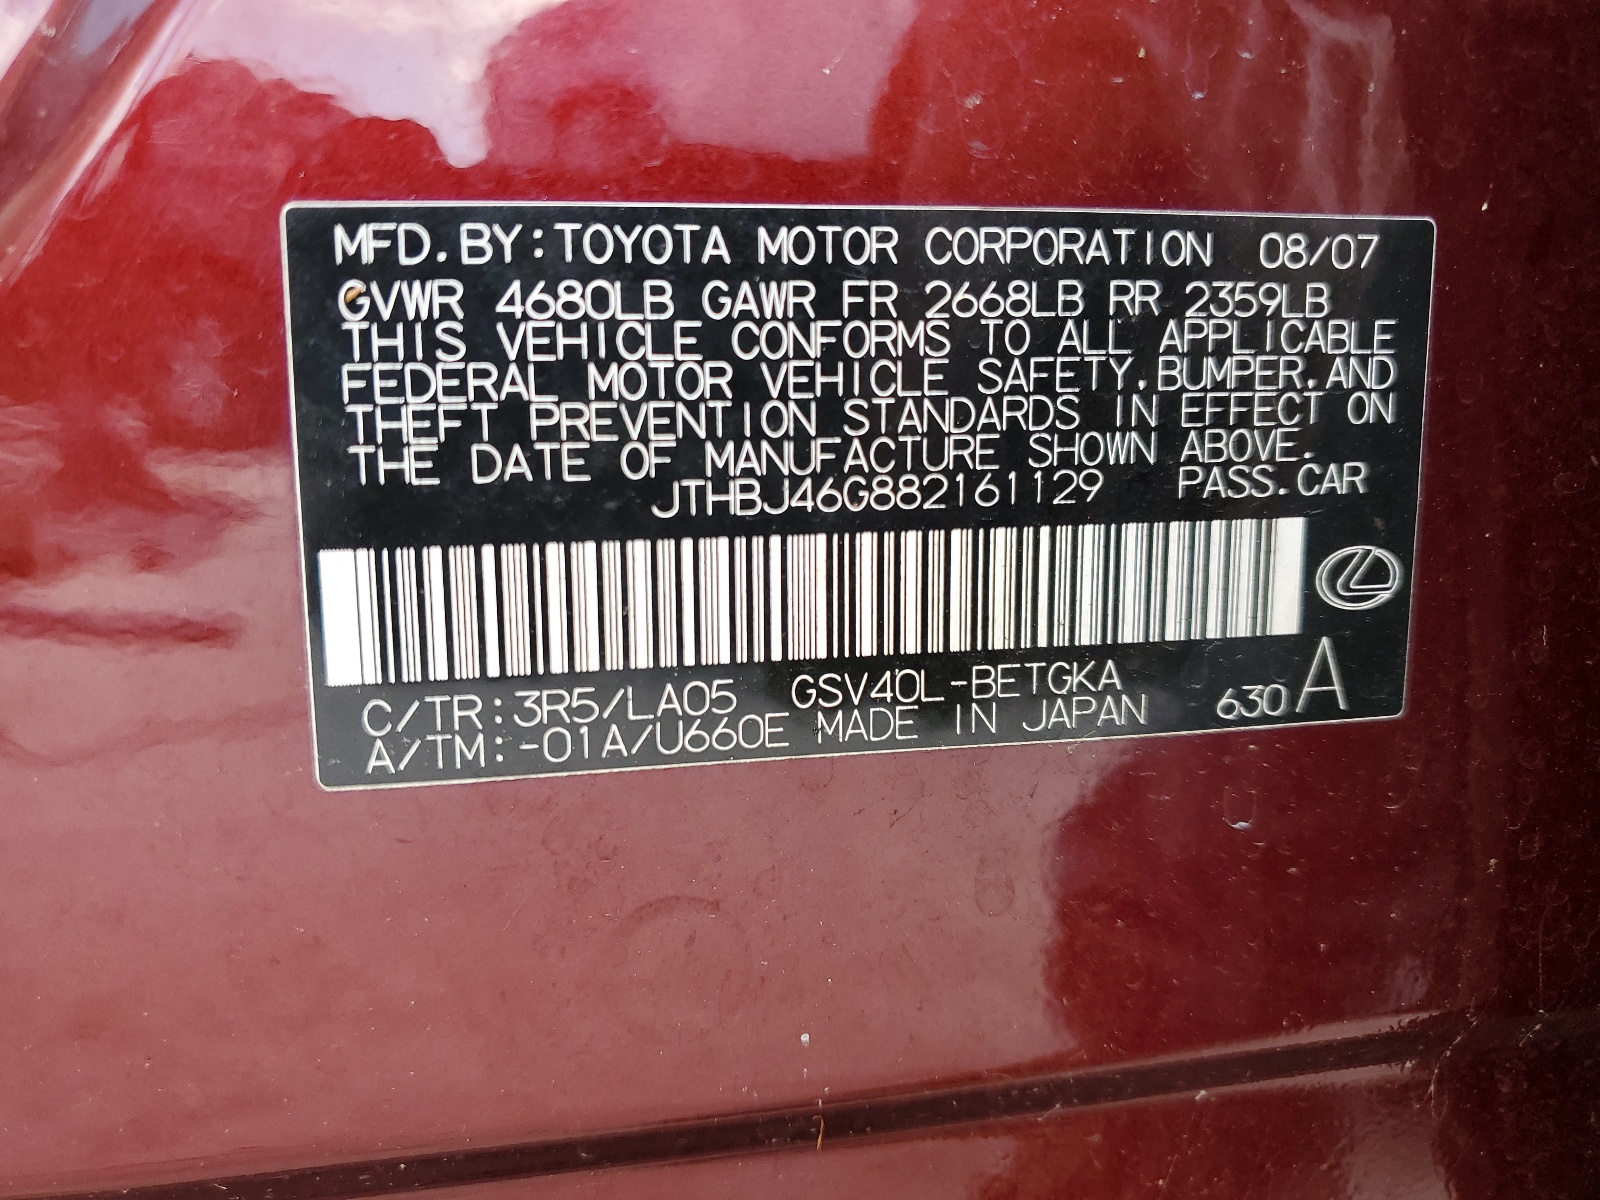 MFD. BY: TOYOTA MOTOR CORPORATION 08/07
GVWR 4680LB GAWR FR 2668LB RR 2359LB
THIS VEHICLE CONFORMS TO ALL APPLICABLE
FEDERAL MOTOR VEHICLE SAFETY, BUMPER, AND
THEFT PREVENTION STANDARDS IN EFFECT ON
THE DATE OF MANUFACTURE SHOWN ABOVE.
JTHBJ46G882161129 PASS. CAR
C/TR: 3R5/LA05 GSV40L-BETGKA
A/TM: -01A/U660E MADE IN JAPAN 630 A